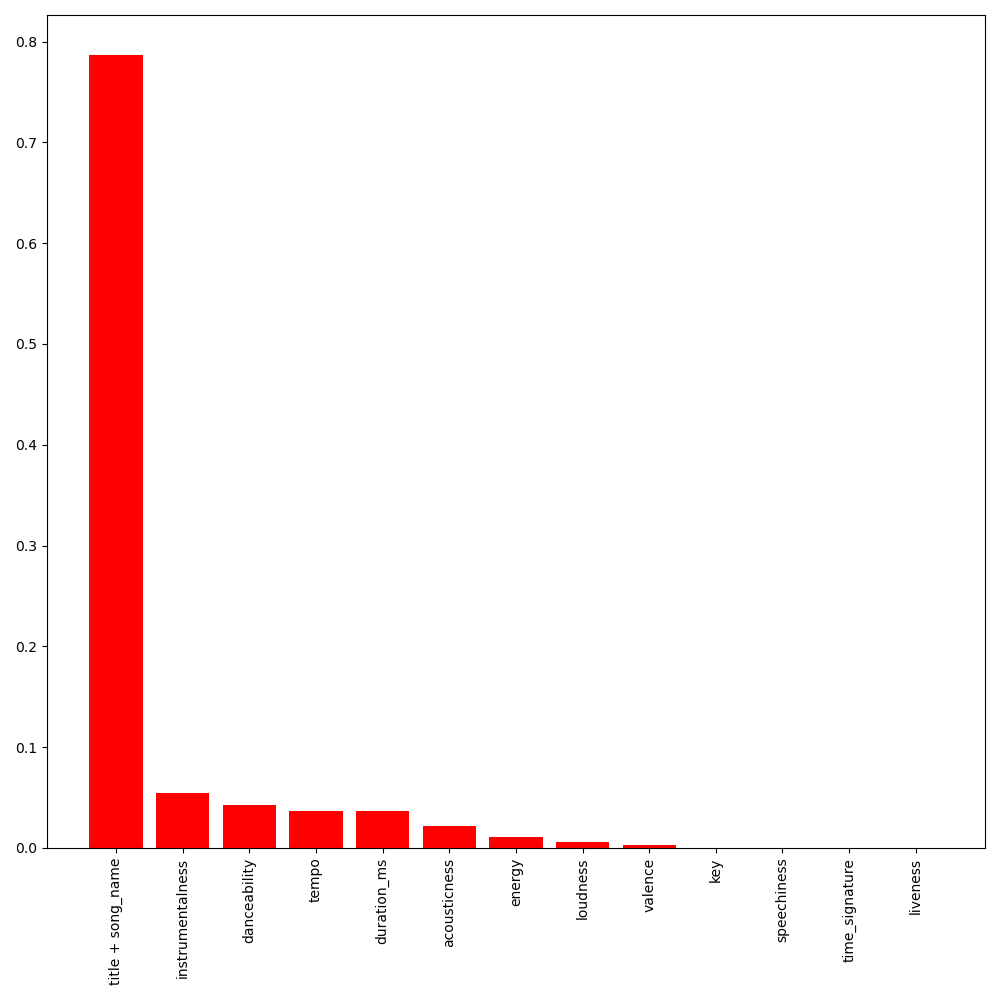 0.8
0.7
0.6
0.5
0.4
0.3
0.2
0.1
0.0
title + song_name
instrumentalness
danceability
tempo
duration_ms
acousticness
energy
loudness
valence
key
speechiness
time_signature
liveness